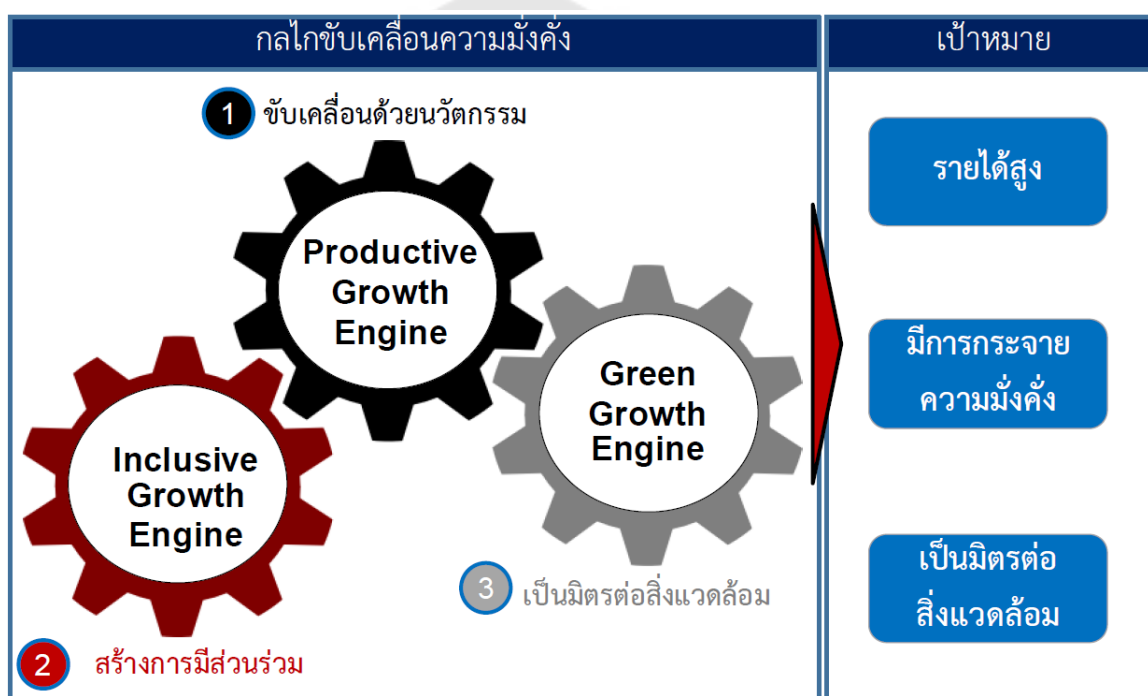 กลไกขับเคลื่อนความมั่งคั่ง
เป้าหมาย
1 ขับเคลื่อนด้วยนวัตกรรม
Productive
Growth
Engine
Inclusive
Growth
Engine
2 สร้างการมีส่วนร่วม
Green
Growth
Engine
3 เป็นมิตรต่อสิ่งแวดล้อม
รายได้สูง
มีการกระจาย
ความมั่งคั่ง
เป็นมิตรต่อ
สิ่งแวดล้อม